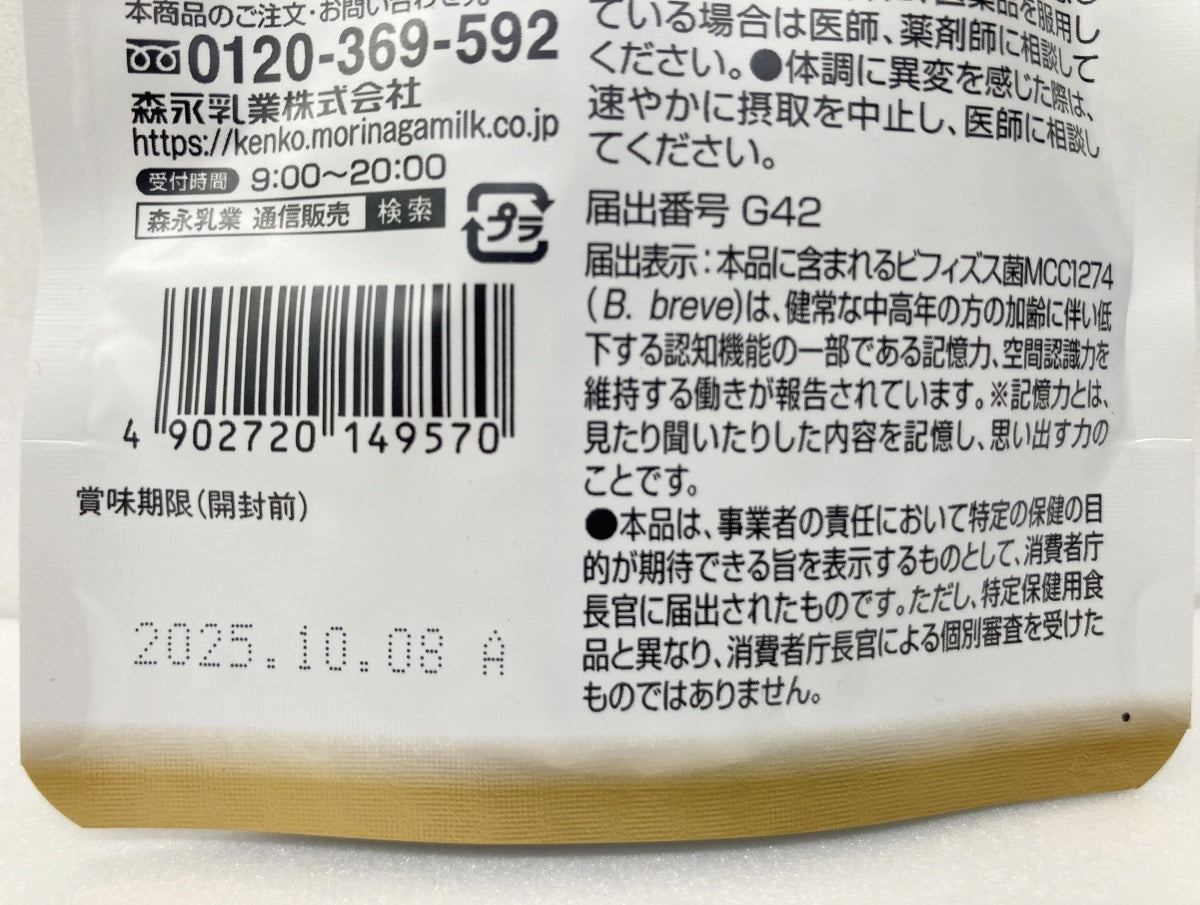 本商品のご注文・お問い合わせ先
0120-369-592
森永乳業株式会社
https://kenko.morinagamilk.co.jp
受付時間 9:00〜20:00
森永乳業 通信販売 検索
プラ
4 902720 149570
賞味期限(開封前)
2025.10.08 A
ている場合は医師、薬剤師に相談して
ください。●体調に異変を感じた際は、
速やかに摂取を中止し、医師に相談し
てください。
届出番号 G42
届出表示:本品に含まれるビフィズス菌MCC1274
(B. breve)は、健常な中高年の方の加齢に伴い低
下する認知機能の一部である記憶力、空間認識力を
維持する働きが報告されています。※記憶力とは、
見たり聞いたりした内容を記憶し、思い出す力の
ことです。
●本品は、事業者の責任において特定の保健の目
的が期待できる旨を表示するものとして、消費者庁
長官に届出されたものです。ただし、特定保健用食
品と異なり、消費者庁長官による個別審査を受けた
ものではありません。